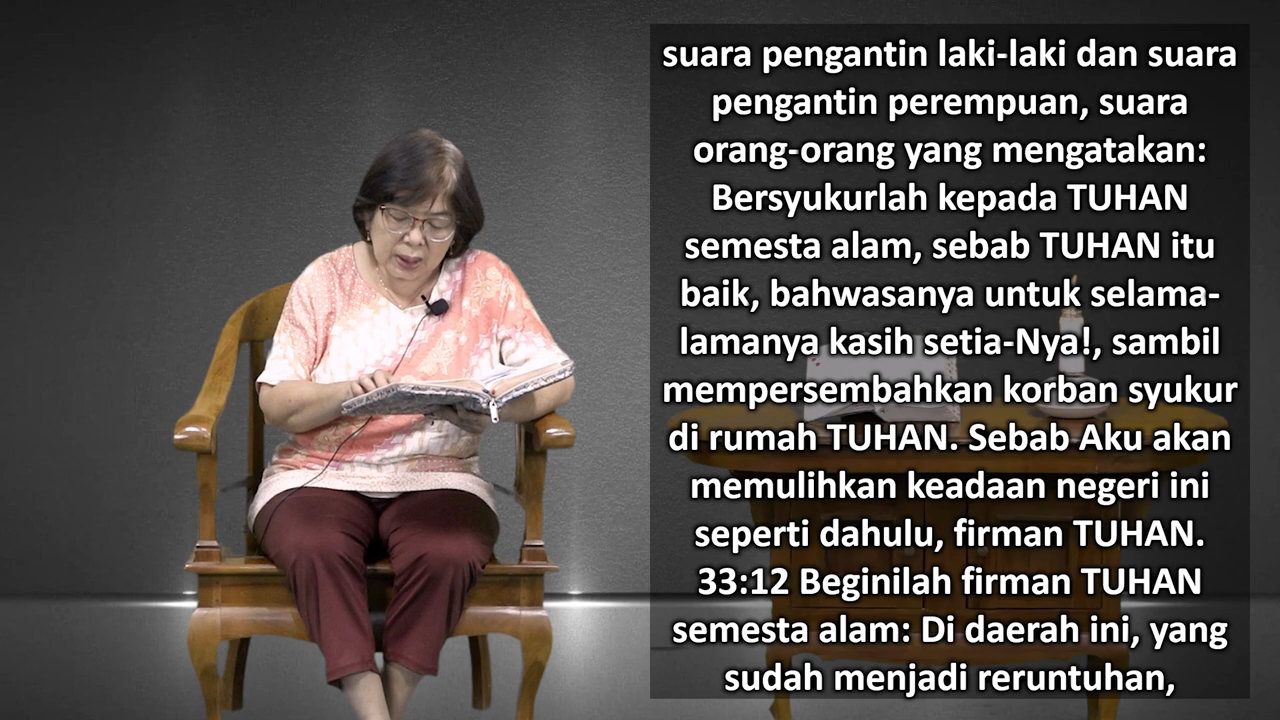 suara pengantin laki-laki dan suara
pengantin perempuan, suara
orang-orang yang mengatakan:
Bersyukurlah kepada TUHAN
semesta alam, sebab TUHAN itu
baik, bahwasanya untuk selama-
lamanya kasih setia-Nya!, sambil
mempersembahkan korban syukur
di rumah TUHAN. Sebab Aku akan
memulihkan keadaan negeri ini
seperti dahulu, firman TUHAN.
33:12 Beginilah firman TUHAN
semesta alam: Di daerah ini, yang
sudah menjadi reruntuhan,